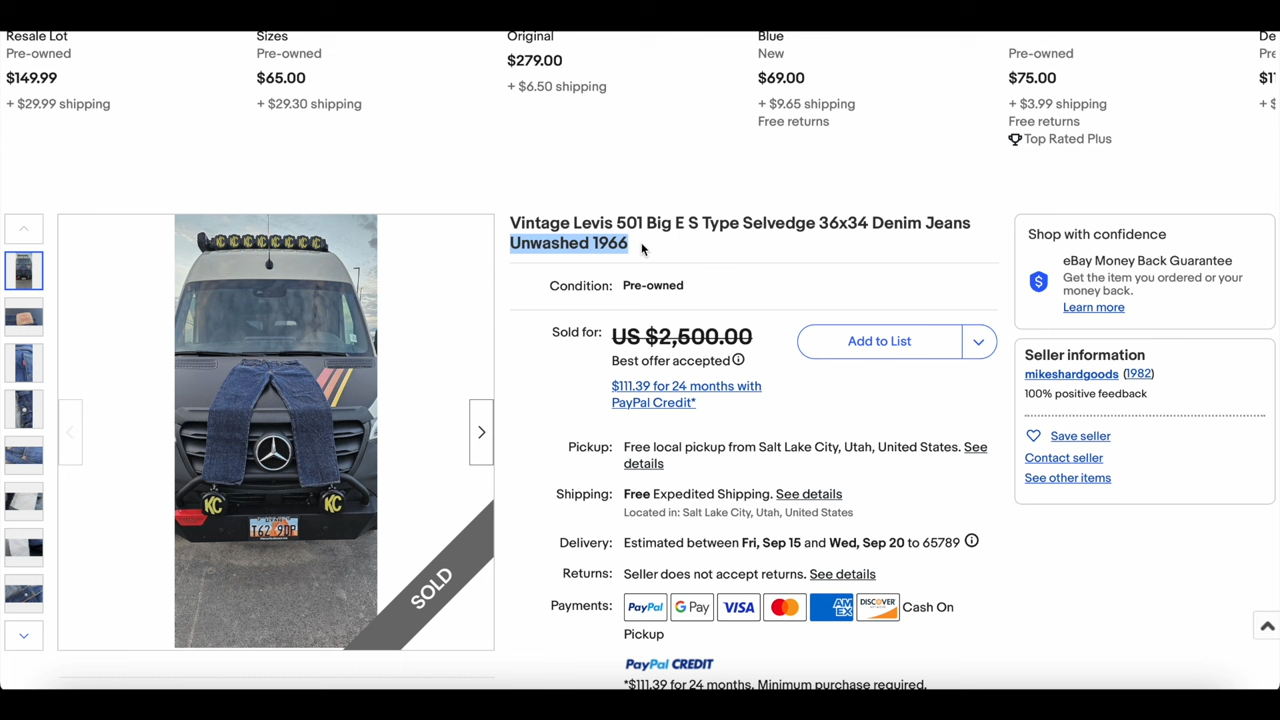 Resale Lot
Pre-owned
$149.99
+ $29.99 shipping
Sizes
Pre-owned
$65.00
+ $29.30 shipping
Original
$279.00
+ $6.50 shipping
Blue
New
$69.00
+ $9.65 shipping
Free returns
Pre-owned
$75.00
+ $3.99 shipping
Free returns
Top Rated Plus
Vintage Levis 501 Big E S Type Selvedge 36x34 Denim Jeans
Unwashed 1966
Condition: Pre-owned
Sold for: US $2,500.00
Best offer accepted
$111.39 for 24 months with
PayPal Credit*
Add to List
Pickup: Free local pickup from Salt Lake City, Utah, United States. See
details
Shipping: Free Expedited Shipping. See details
Located in: Salt Lake City, Utah, United States
Delivery: Estimated between Fri, Sep 15 and Wed, Sep 20 to 65789
Returns: Seller does not accept returns. See details
Payments: PayPal G Pay VISA AM EX DISCOVER Cash On
Pickup
PayPal CREDIT
*$111.39 for 24 months. Minimum purchase required.
Shop with confidence
eBay Money Back Guarantee
Get the item you ordered or your
money back.
Learn more
Seller information
mikeshardgoods (1982)
100% positive feedback
Save seller
Contact seller
See other items
KC
KC
SOLD